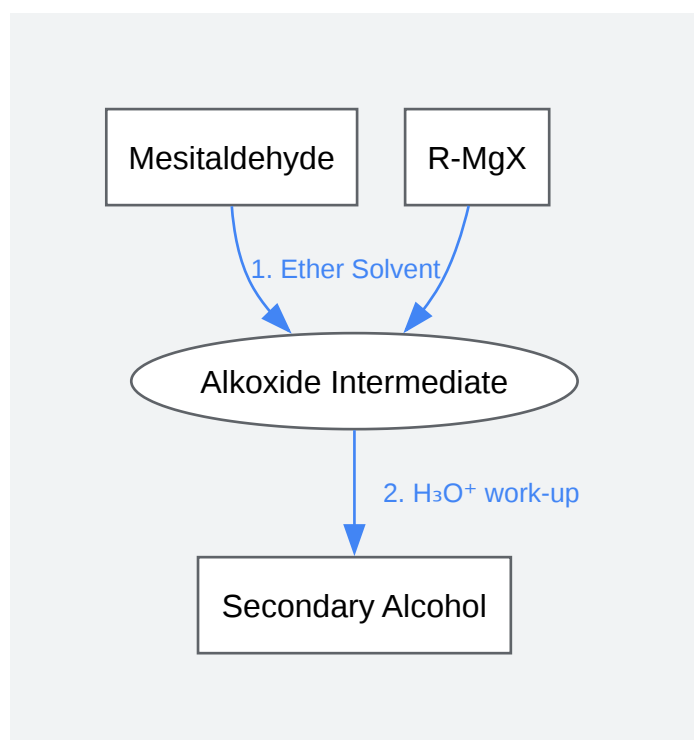 Mesitaldehyde
R-MgX
1. Ether Solvent
Alkoxide Intermediate
2. H₃O⁺ work-up
Secondary Alcohol